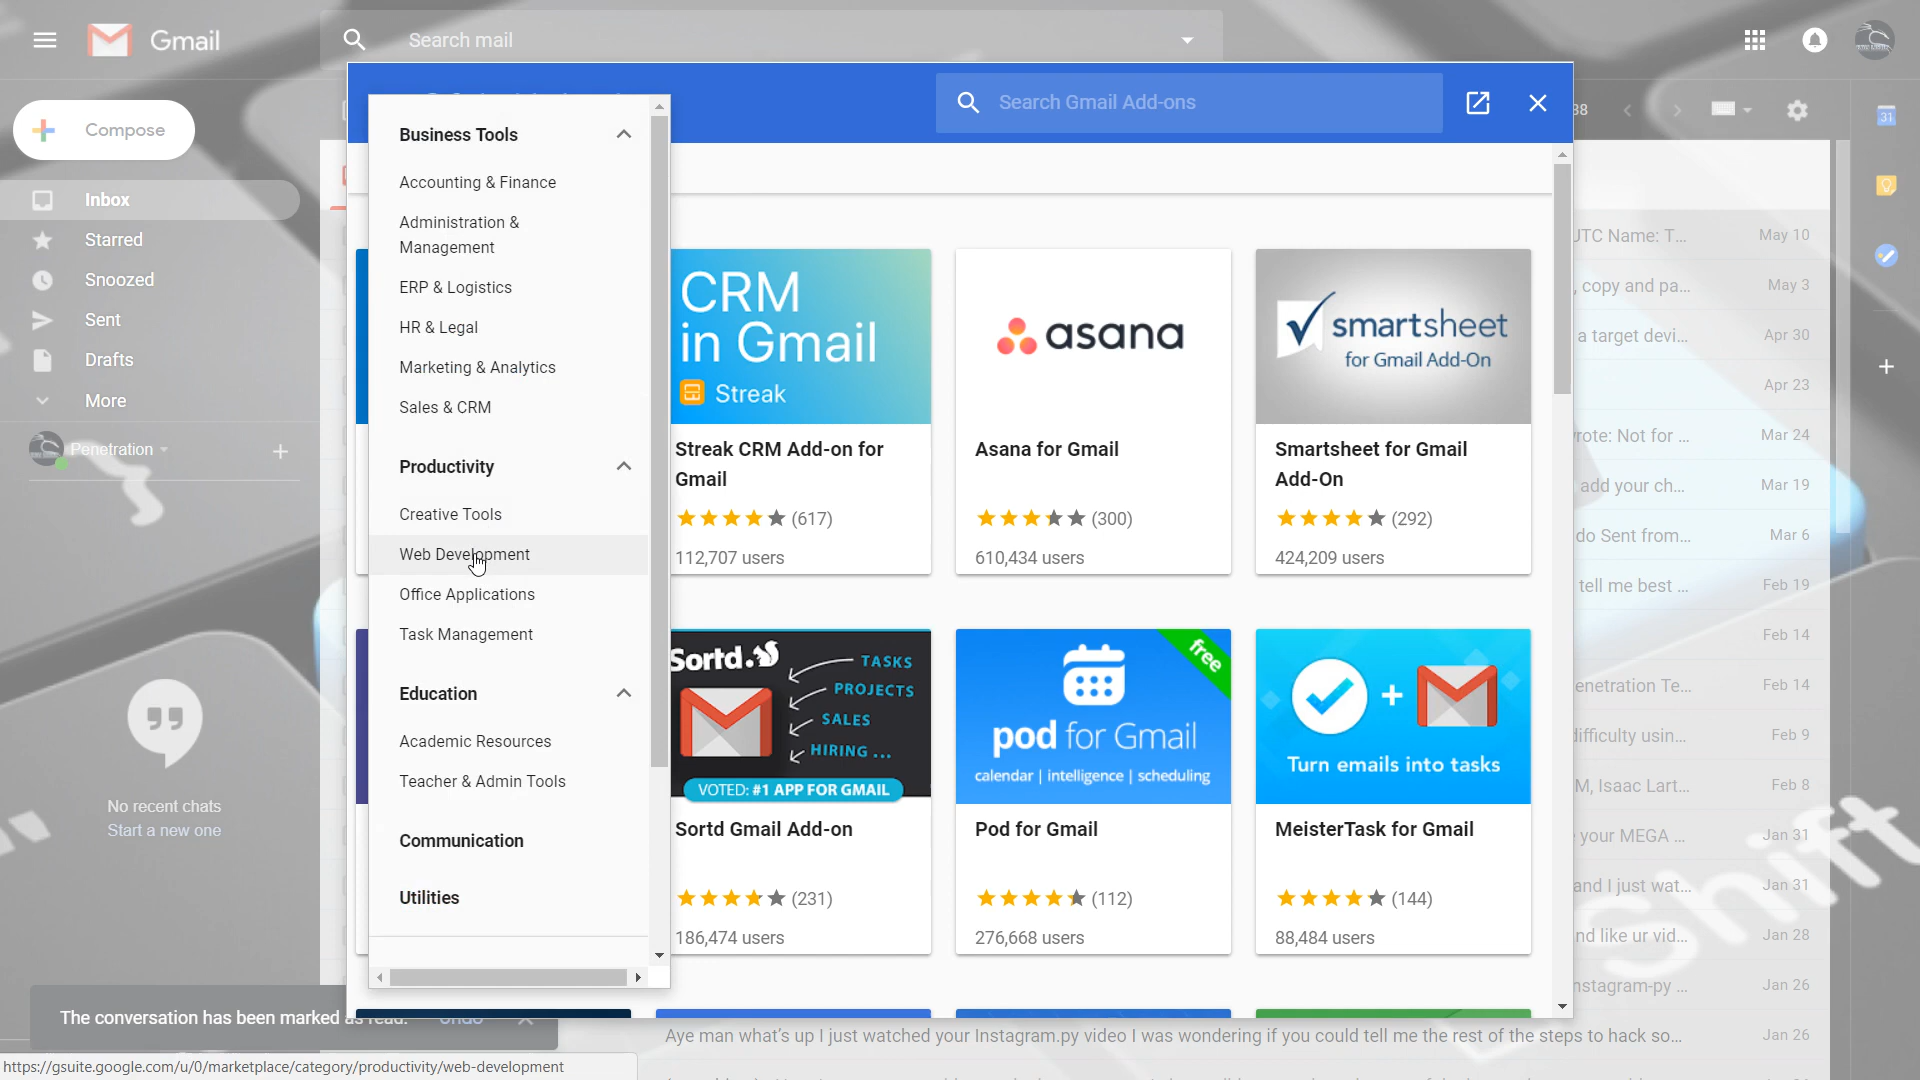 Gmail
Search mail
Search Gmail Add-ons
38
Compose
Inbox
Starred
Snoozed
Sent
Drafts
More
Penetration
No recent chats
Start a new one
Business Tools
Accounting & Finance
Administration &
Management
ERP & Logistics
HR & Legal
Marketing & Analytics
Sales & CRM
Productivity
Creative Tools
Web Development
Office Applications
Task Management
Education
Academic Resources
Teacher & Admin Tools
Communication
Utilities
CRM
in Gmail
Streak
Streak CRM Add-on for
Gmail
(617)
112,707 users
asana
Asana for Gmail
(300)
610,434 users
smartsheet
for Gmail Add-On
Smartsheet for Gmail
Add-On
(292)
424,209 users
Sortd.
TASKS
PROJECTS
SALES
HIRING ...
VOTED: #1 APP FOR GMAIL
Sortd Gmail Add-on
(231)
186,474 users
free
pod for Gmail
calendar | intelligence | scheduling
Pod for Gmail
(112)
276,668 users
Turn emails into tasks
MeisterTask for Gmail
(144)
88,484 users
31
UTC Name: T... May 10
, copy and pa... May 3
a target devi... Apr 30
Apr 23
rote: Not for ... Mar 24
add your ch... Mar 19
do Sent from... Mar 6
tell me best ... Feb 19
Feb 14
enetration Te... Feb 14
ifficulty usin... Feb 9
M, Isaac Lart... Feb 8
your MEGA ... Jan 31
and I just wat... Jan 31
nd like ur vid... Jan 28
nstagram-py ... Jan 26
Aye man what's up I just watched your Instagram.py video I was wondering if you could tell me the rest of the steps to hack so... Jan 26
Shift
The conversation has been marked as read. Undo
https://gsuite.google.com/u/0/marketplace/category/productivity/web-development